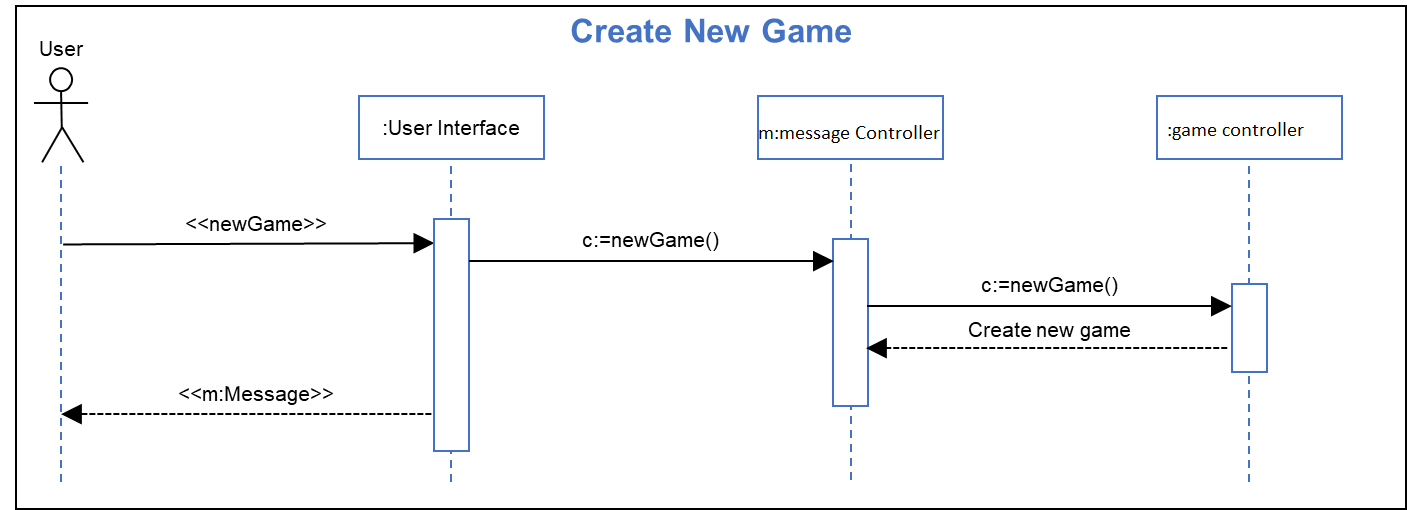 Create New Game
User
:User Interface
m:message Controller
:game controller
<<newGame>>
c:=newGame()
c:=newGame()
Create new game
<<m:Message>>